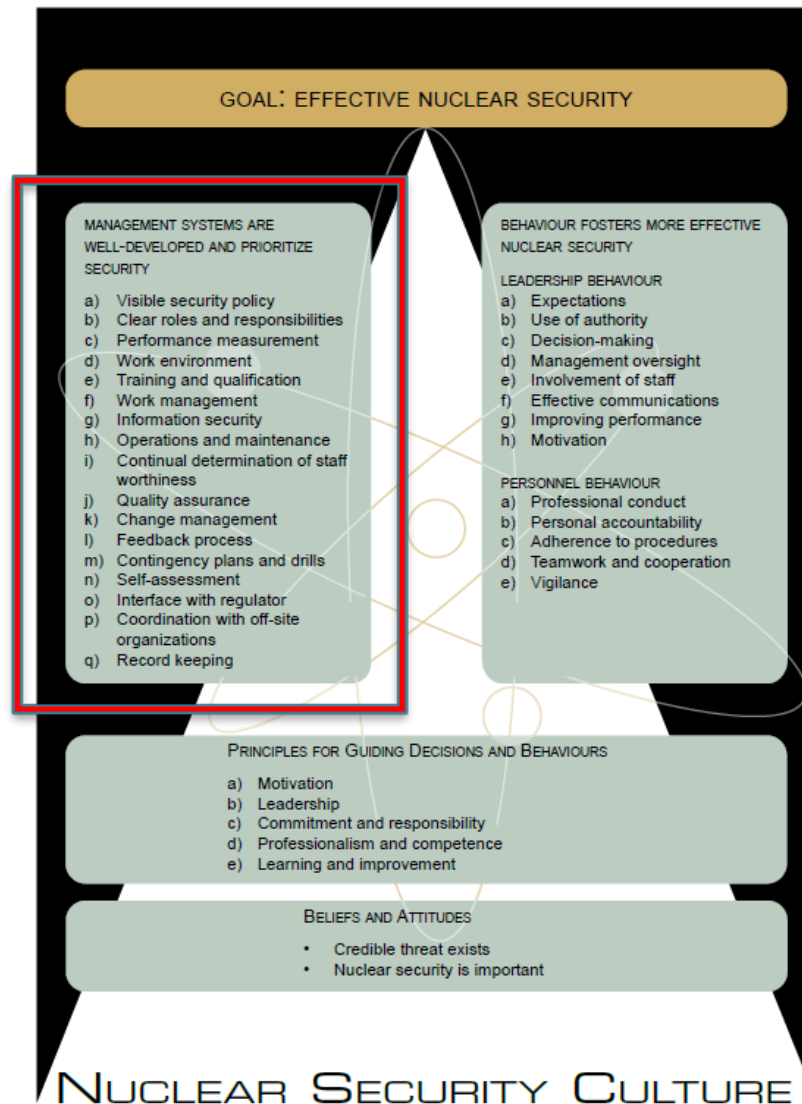 GOAL: EFFECTIVE NUCLEAR SECURITY
MANAGEMENT SYSTEMS ARE
WELL-DEVELOPED AND PRIORITIZE
SECURITY
a) Visible security policy
b) Clear roles and responsibilities
c) Performance measurement
d) Work environment
e) Training and qualification
f) Work management
g) Information security
h) Operations and maintenance
i) Continual determination of staff
worthiness
j) Quality assurance
k) Change management
l) Feedback process
m) Contingency plans and drills
n) Self-assessment
o) Interface with regulator
p) Coordination with off-site
organizations
q) Record keeping
BEHAVIOUR FOSTERS MORE EFFECTIVE
NUCLEAR SECURITY
LEADERSHIP BEHAVIOUR
a) Expectations
b) Use of authority
c) Decision-making
d) Management oversight
e) Involvement of staff
f) Effective communications
g) Improving performance
h) Motivation
PERSONNEL BEHAVIOUR
a) Professional conduct
b) Personal accountability
c) Adherence to procedures
d) Teamwork and cooperation
e) Vigilance
PRINCIPLES FOR GUIDING DECISIONS AND BEHAVIOURS
a) Motivation
b) Leadership
c) Commitment and responsibility
d) Professionalism and competence
e) Learning and improvement
BELIEFS AND ATTITUDES
• Credible threat exists
• Nuclear security is important
NUCLEAR SECURITY CULTURE